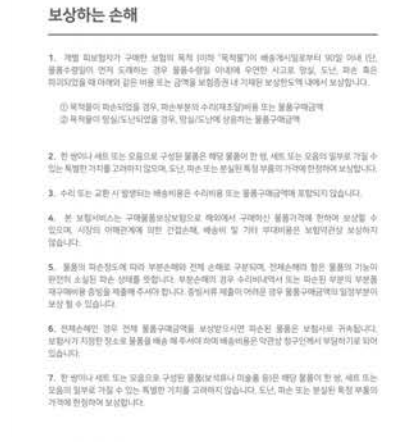 보상하는 손해
1. 개별 피보험자가 구매한 보험의 목적 (이하 "목적물")이 배송개시일로부터 90일 이내 (단,
물품수령일이 먼저 도래하는 경우 물품수령일 이내)에 우연한 사고로 망실, 도난, 파손 혹은
파괴되었을 때 아래와 같은 비용 또는 금액을 보험증권 내 기재된 보상한도액 내에서 보상합니다.
① 목적물이 파손되었을 경우, 파손부분의 수리(재조달)비용 또는 물품구매금액
② 목적물이 망실/도난되었을 경우, 망실/도난에 상응하는 물품구매금액
2. 한 쌍이나 세트 또는 모음으로 구성된 물품은 해당 물품이 한 쌍, 세트 또는 모음의 일부로 가질 수
있는 특별한 가치를 고려하지 않으며, 도난, 파손 또는 분실된 특정 부품의 가격에 한정하여 보상합니다.
3. 수리 또는 교환 시 발생되는 배송비용은 수리비용 또는 물품구매금액에 포함되지 않습니다.
4. 본 보험서비스는 구매물품보상보험으로 해외에서 구매하신 물품가격에 한하여 보상될 수
있으며, 시장의 이해관계에 의한 간접손해, 배송비 및 기타 부대비용은 보험약관상 보상하지
않습니다.
5. 물품의 파손정도에 따라 부분손해와 전체 손해로 구분되며, 전체손해라 함은 물품의 기능이
완전히 소실된 파손 상태를 뜻합니다. 부분손해의 경우 수리비내역서 또는 파손된 부분의 부분품
재구매비용 증빙을 제출해 주셔야 합니다. 증빙서류 제출이 어려운 경우 물품구매금액의 일정부분이
보상 될 수 있습니다.
6. 전체손해인 경우 전체 물품구매금액을 보상받으시면 파손된 물품은 보험사로 귀속됩니다.
보험사가 지정한 장소로 물품을 배송 해 주셔야 하며 배송비용은 약관상 청구인께서 부담하기로 되어
있습니다.
7. 한 쌍이나 세트 또는 모음으로 구성된 물품(보석류나 미술품 등)은 해당 물품이 한 쌍, 세트 또는
모음의 일부로 가질 수 있는 특별한 가치를 고려하지 않습니다. 도난, 파손 또는 분실된 특정 부품의
가격에 한정하여 보상합니다.